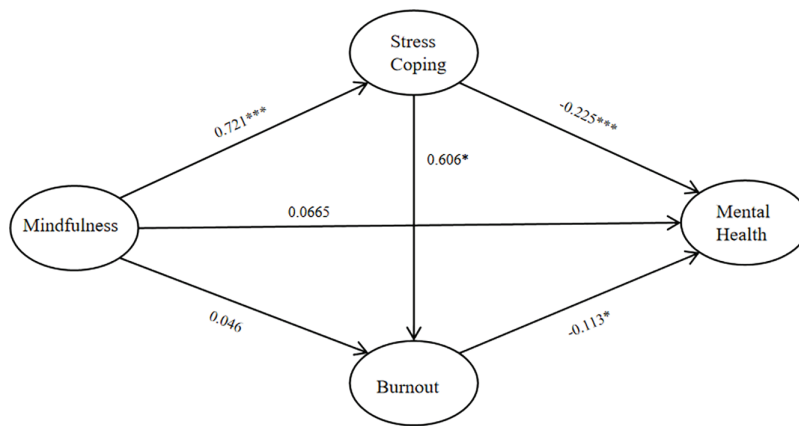 Stress
Coping
0.721***
-0.225***
0.606*
Mindfulness
0.0665
Mental
Health
0.046
-0.113*
Burnout